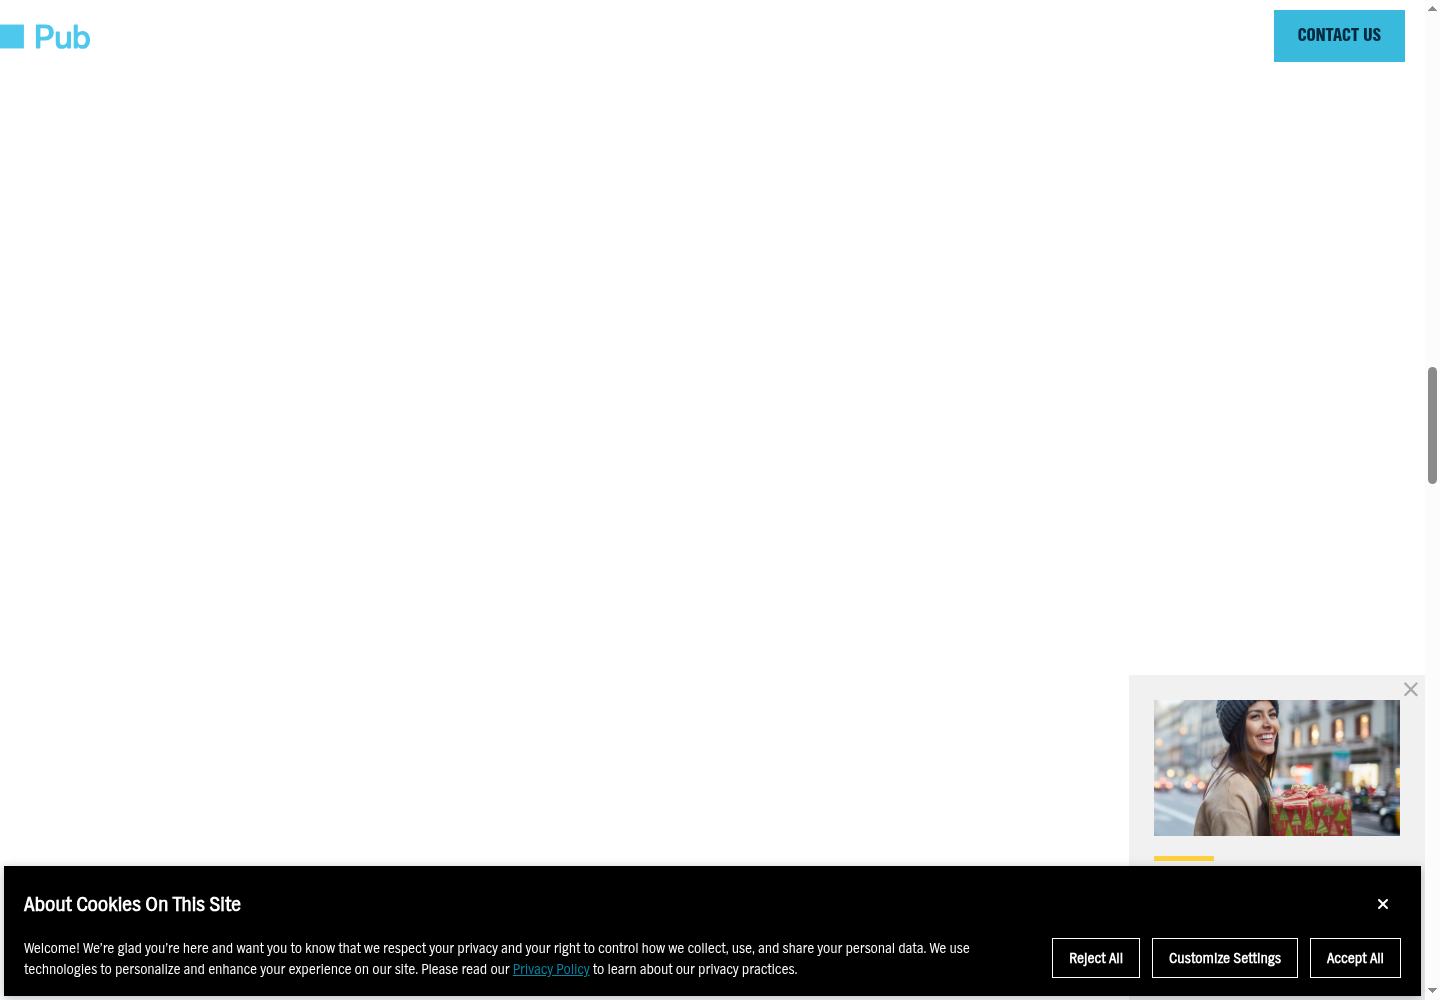 Pub
CONTACT US
About Cookies On This Site
Welcome! We're glad you're here and want you to know that we respect your privacy and your right to control how we collect, use, and share your personal data. We use
technologies to personalize and enhance your experience on our site. Please read our Privacy Policy to learn about our privacy practices.
Reject All
Customize Settings
Accept All